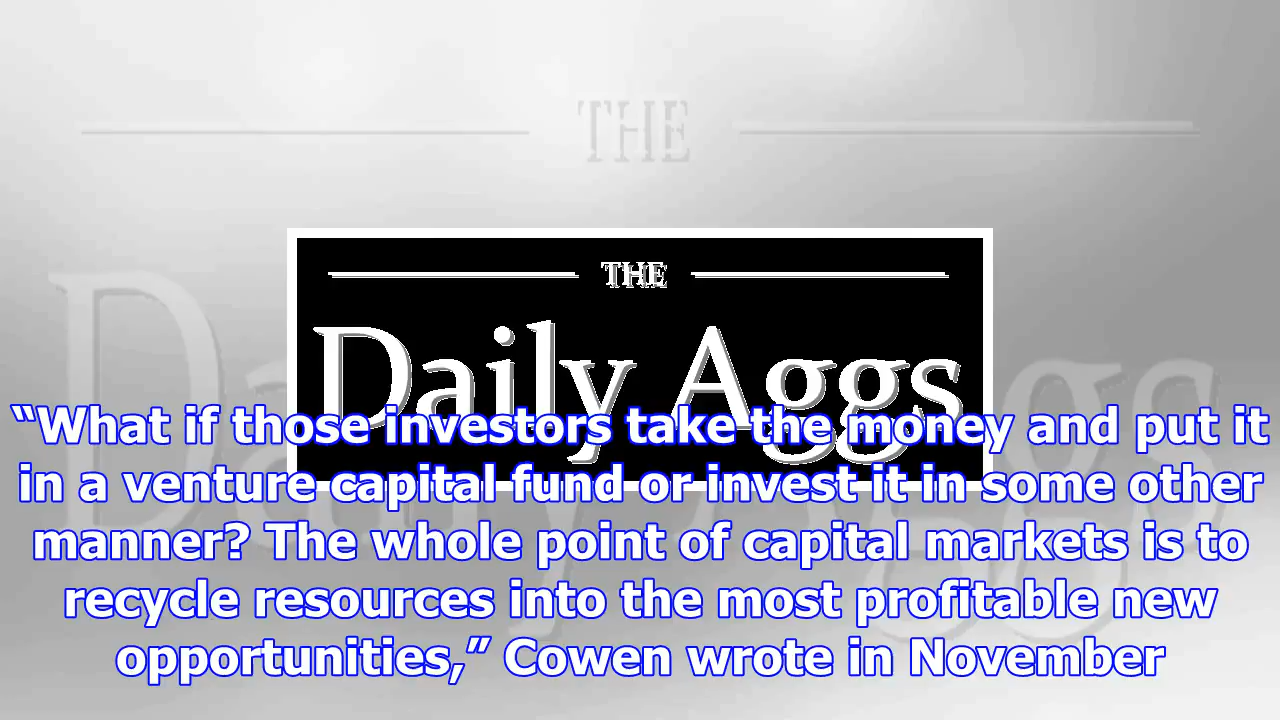 THE
THE
Daily Aggs
Daily Aggs
“What if those investors take the money and put it
in a venture capital fund or invest it in some other
manner? The whole point of capital markets is to
recycle resources into the most profitable new
opportunities,” Cowen wrote in November